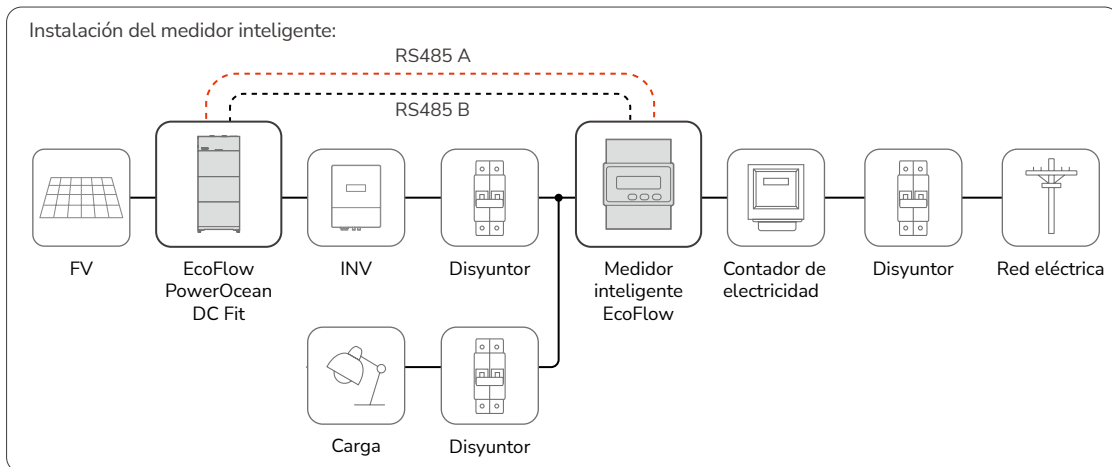 Instalación del medidor inteligente:
RS485 A
RS485 B
FV
EcoFlow
PowerOcean
DC Fit
INV
Disyuntor
Medidor
inteligente
EcoFlow
Contador de
electricidad
Disyuntor
Red eléctrica
Carga
Disyuntor